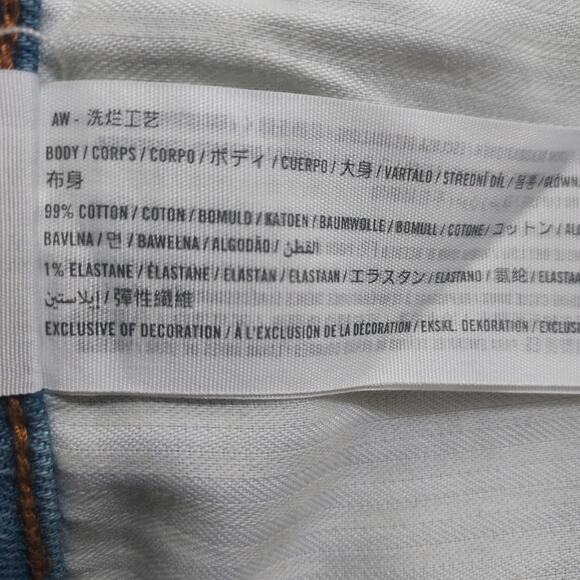 AW - 洗烂工艺
BODY / CORPS / CORPO / ボディ / CUERPO / 大身 / VARTALO / STŘEDNÍ DÍL / 몸통 / GŁÓWNA
布身
99% COTTON / COTON / BOMULD / KATOEN / BAUMWOLLE / BOMULL / COTONE / コットン /
BAVLNA / 면 / BAWEŁNA / ALGODÃO / القطن
1% ELASTANE / ÉLASTANE / ELASTAN / ELASTAAN / エラスタン / ELASTANO / 氨纶 /
إيلاستين / 彈性纖維
EXCLUSIVE OF DECORATION / À L'EXCLUSION DE LA DÉCORATION / EKSKL. DEKORATION /